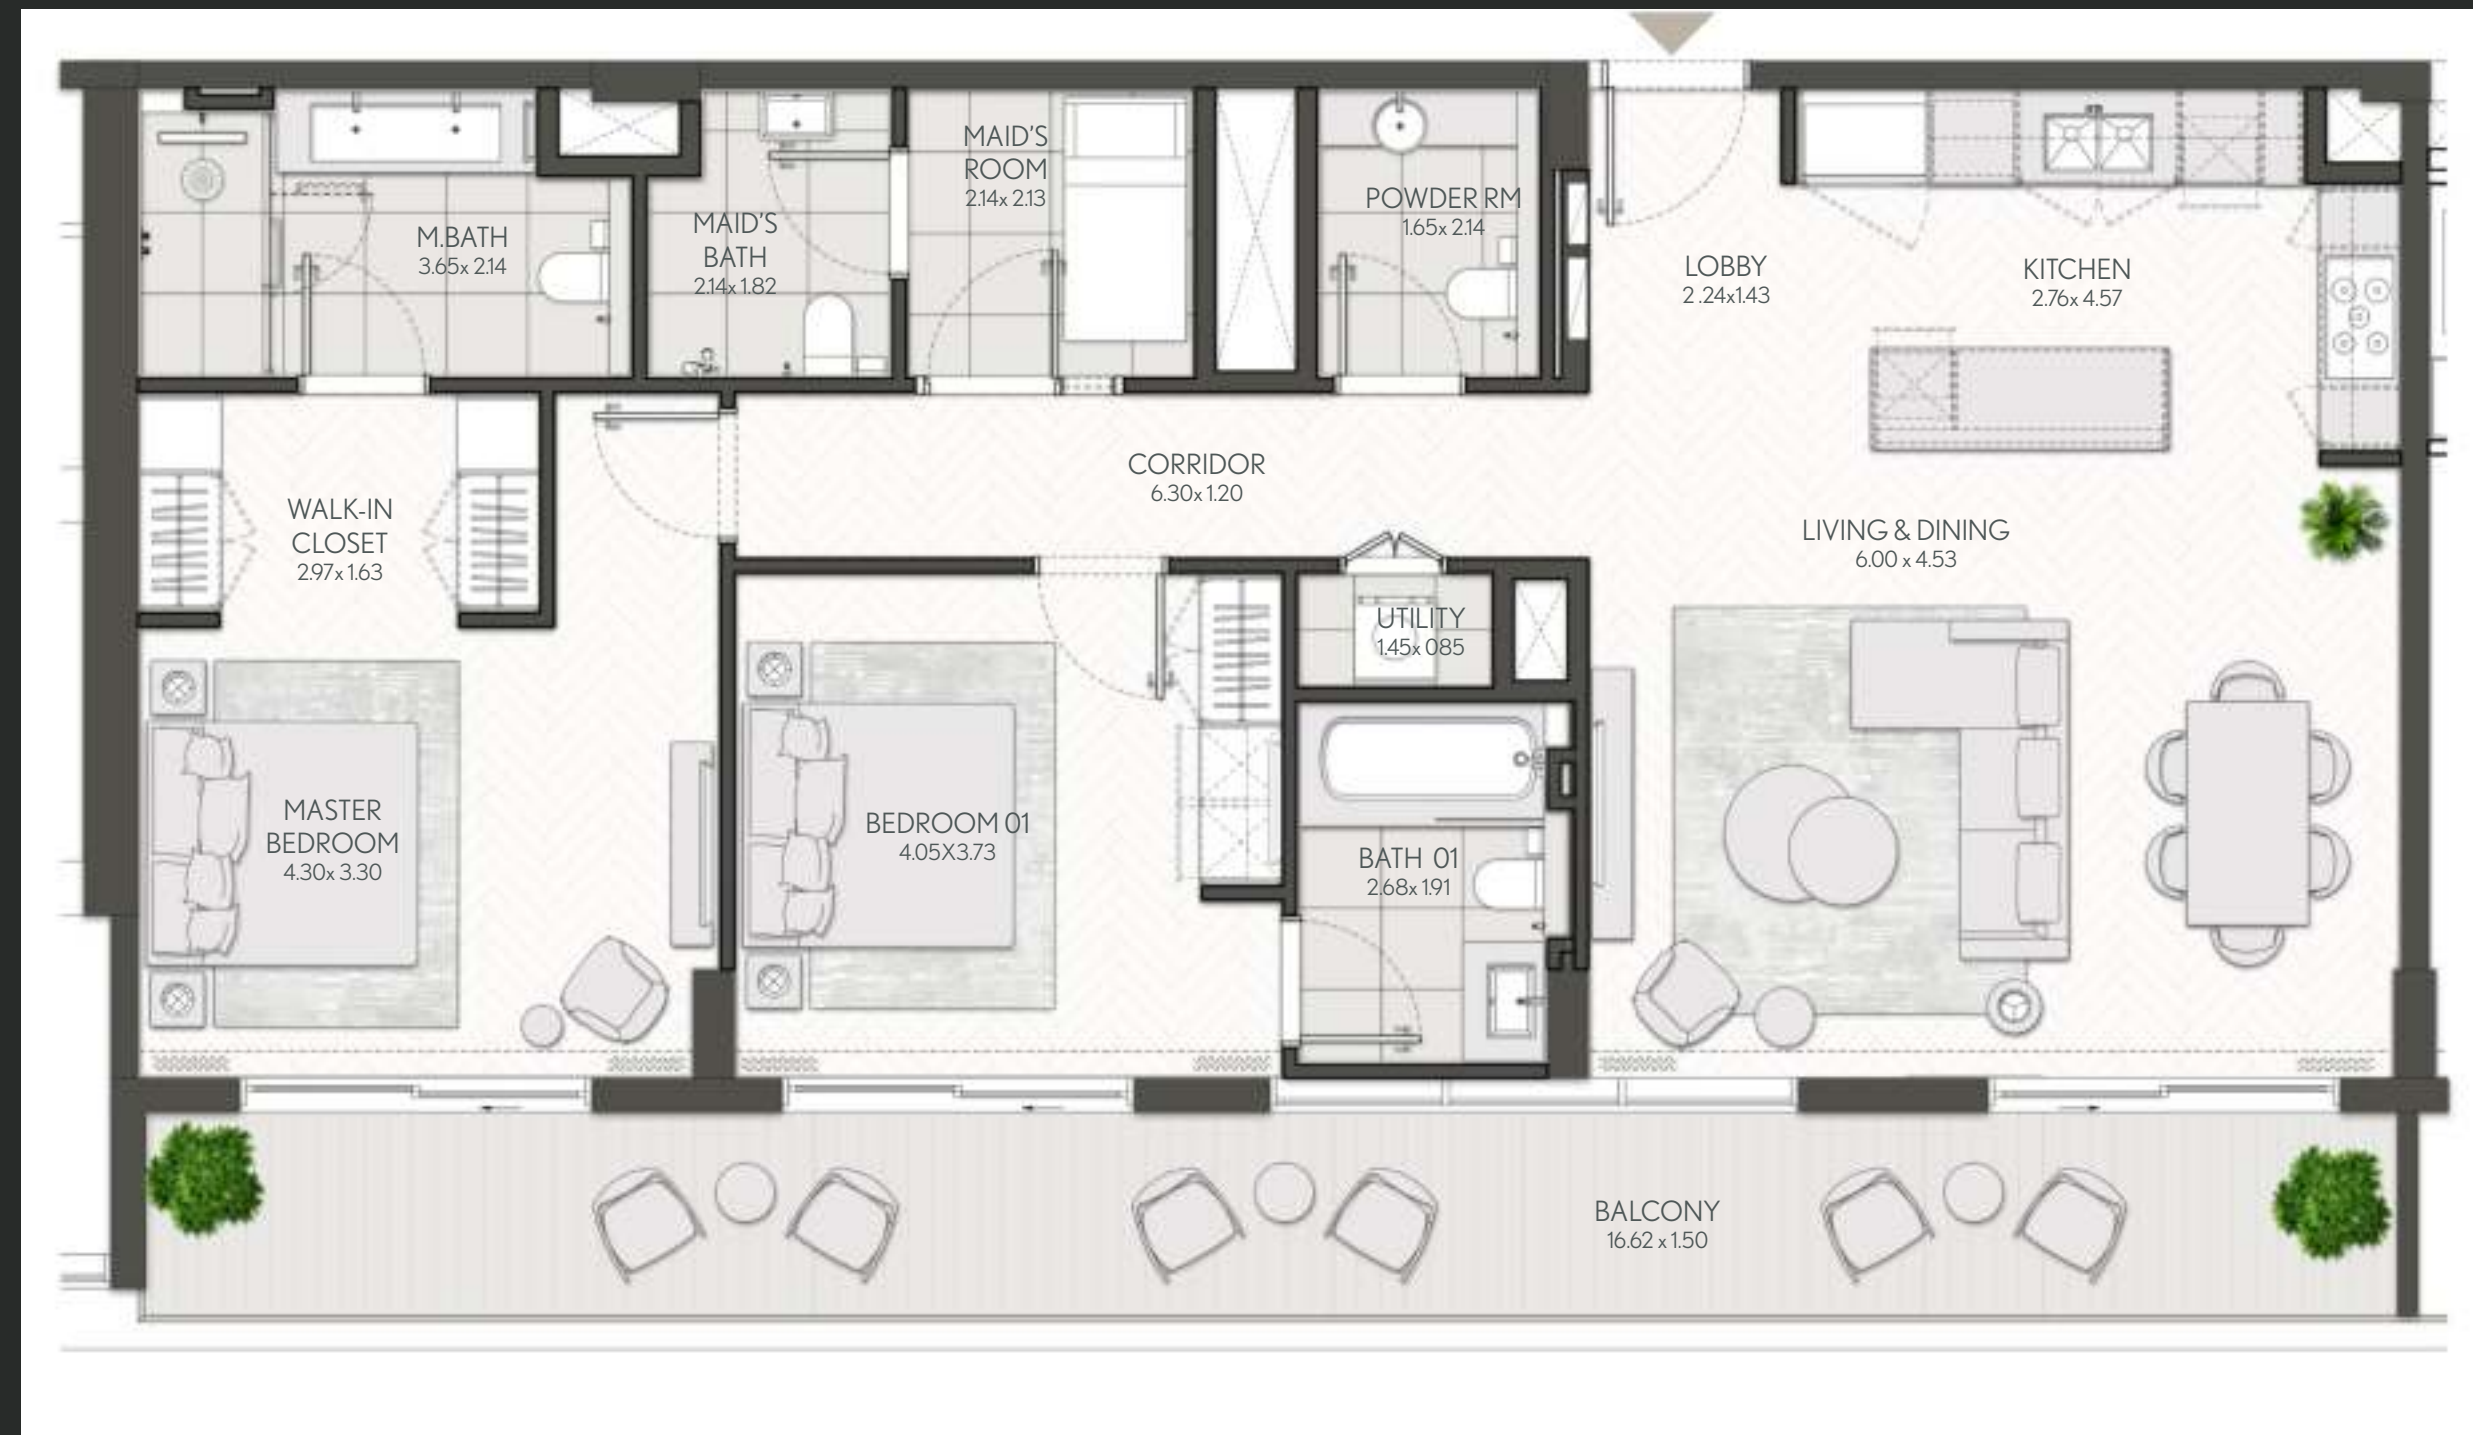 M.BATH
3.65x 2.14
MAID'S
BATH
2.14x 1.82
MAID'S
ROOM
2.14x 2.13
POWDER RM
1.65x 2.14
LOBBY
2 .24x1.43
KITCHEN
2.76x 4.57
WALK-IN
CLOSET
2.97x 1.63
CORRIDOR
6.30x 1.20
LIVING & DINING
6.00 x 4.53
UTILITY
1.45x 085
MASTER
BEDROOM
4.30x 3.30
BEDROOM 01
4.05X3.73
BATH 01
2.68x 1.91
BALCONY
16.62 x 1.50